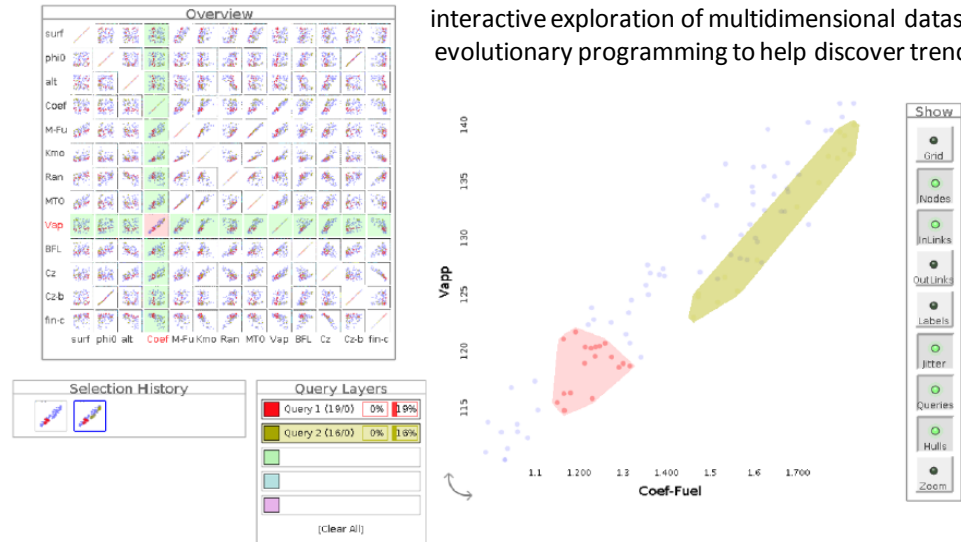 interactive exploration of multidimensional datas
evolutionary programming to help discover trend
Overview
surf
phi0
alt
Coef
M-Fu
Kmo
Ran
MTO
Vap
BFL
Cz
Cz-b
fin-c
surf phi0 alt Coef M-Fu Kmo Ran MTO Vap BFL Cz Cz-b fin-c
Selection History
Query Layers
Query 1 (19/0) 0% 19%
Query 2 (16/0) 0% 16%
[Clear All]
Vapp
140
135
130
125
120
115
1.1 1.200 1.3 1.400 1.5 1.6 1.700
Coef-Fuel
Show
Grid
Nodes
InLinks
OutLinks
Labels
Jitter
Queries
Hulls
Zoom